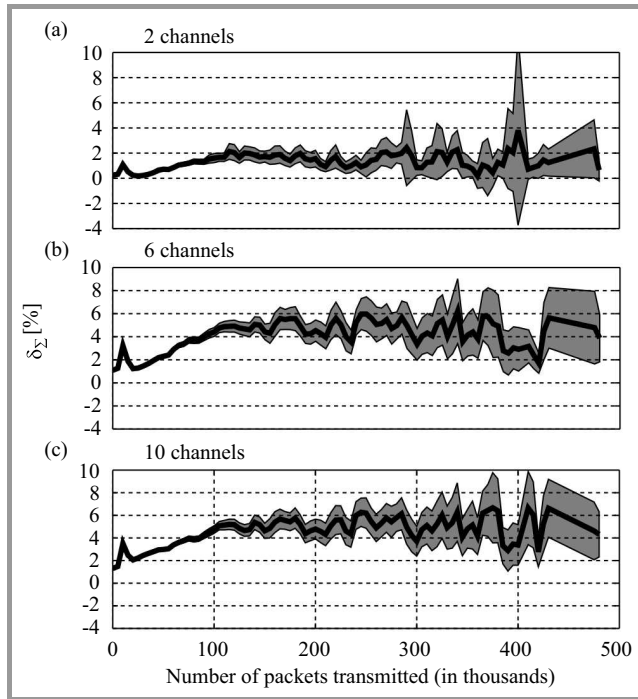 (a)
2 channels
10
8
6
4
2
0
-2
-4
(b)
6 channels
10
8
6
4
2
0
-2
-4
δΣ [%]
(c)
10 channels
10
8
6
4
2
0
-2
-4
0 100 200 300 400 500
Number of packets transmitted (in thousands)